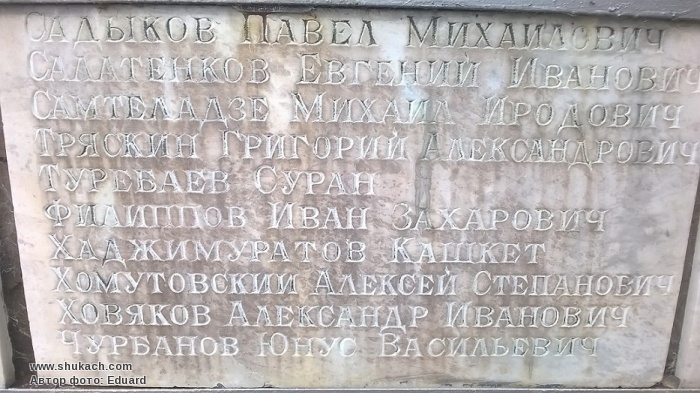 Садыков Павел Михайлович
Салатенков Евгений Иванович
Самтеладзе Михаил Иродович
Тряскин Григорий Александрович
Туребаев Суран
Филиппов Иван Захарович
Хаджимуратов Кашкет
Хомутовский Алексей Степанович
Ховяков Александр Иванович
Чурбанов Юнус Васильевич
www.shukach.com
Автор фото: Eduard